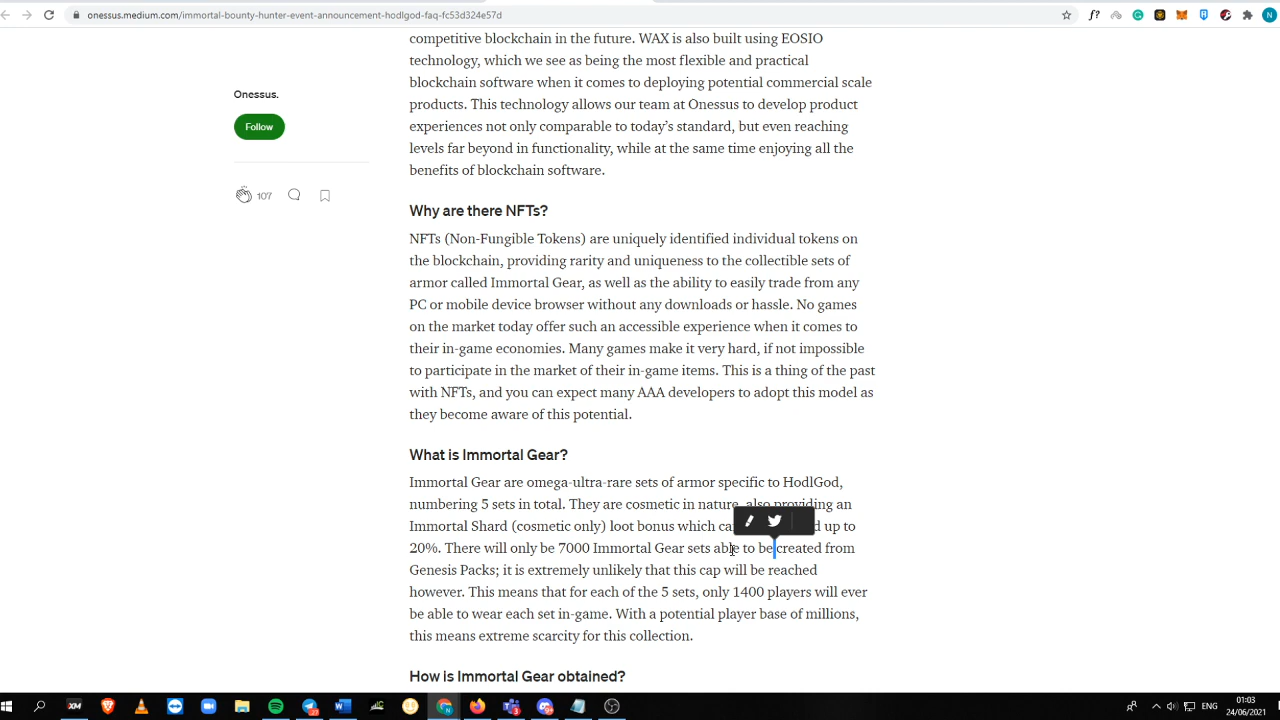 onessus.medium.com/immortal-bounty-hunter-event-announcement-hodlgod-faq-fc53d324e57d
f?
N
competitive blockchain in the future. WAX is also built using EOSIO
technology, which we see as being the most flexible and practical
blockchain software when it comes to deploying potential commercial scale
products. This technology allows our team at Onessus to develop product
experiences not only comparable to today’s standard, but even reaching
levels far beyond in functionality, while at the same time enjoying all the
benefits of blockchain software.
Onessus.
Follow
107
Why are there NFTs?
NFTs (Non-Fungible Tokens) are uniquely identified individual tokens on
the blockchain, providing rarity and uniqueness to the collectible sets of
armor called Immortal Gear, as well as the ability to easily trade from any
PC or mobile device browser without any downloads or hassle. No games
on the market today offer such an accessible experience when it comes to
their in-game economies. Many games make it very hard, if not impossible
to participate in the market of their in-game items. This is a thing of the past
with NFTs, and you can expect many AAA developers to adopt this model as
they become aware of this potential.
What is Immortal Gear?
Immortal Gear are omega-ultra-rare sets of armor specific to HodlGod,
numbering 5 sets in total. They are cosmetic in nature, also providing an
Immortal Shard (cosmetic only) loot bonus which up to
20%. There will only be 7000 Immortal Gear sets able to be created from
Genesis Packs; it is extremely unlikely that this cap will be reached
however. This means that for each of the 5 sets, only 1400 players will ever
be able to wear each set in-game. With a potential player base of millions,
this means extreme scarcity for this collection.
How is Immortal Gear obtained?
XM
01:03
24/06/2021